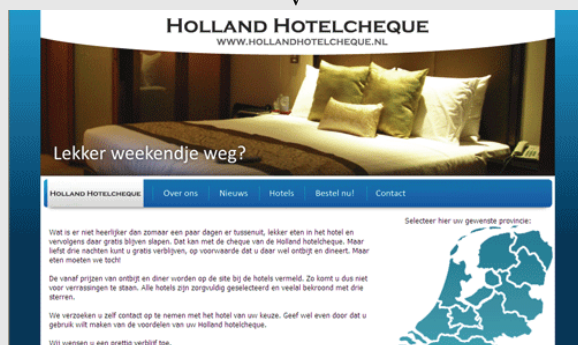 HOLLAND HOTELCHEQUE
WWW.HOLLANDHOTELCHEQUE.NL
Lekker weekendje weg?
HOLLAND HOTELCHEQUE Over ons Nieuws Hotels Bestel nu! Contact
Selecteer hier uw gewenste provincie:
Wat is er niet heerlijker dan zomaar een paar dagen er tussenuit, lekker eten in het hotel en
vervolgens daar gratis blijven slapen. Dat kan met de cheque van de Holland hotelcheque. Maar
liefst drie nachten kunt u gratis verblijven, op voorwaarde dat u daar wel ontbijt en dineert. Maar
eten moeten we toch!
De vanaf prijzen van ontbijt en diner worden op de site bij de hotels vermeld. Zo komt u dus niet
voor verrassingen te staan. Alle hotels zijn zorgvuldig geselecteerd en veelal bekroond met drie
sterren.
We verzoeken u zelf contact op te nemen met het hotel van uw keuze. Geef wel even door dat u
gebruik wilt maken van de voordelen van uw Holland hotelcheque.
Wij wensen u een prettig verblijf toe.